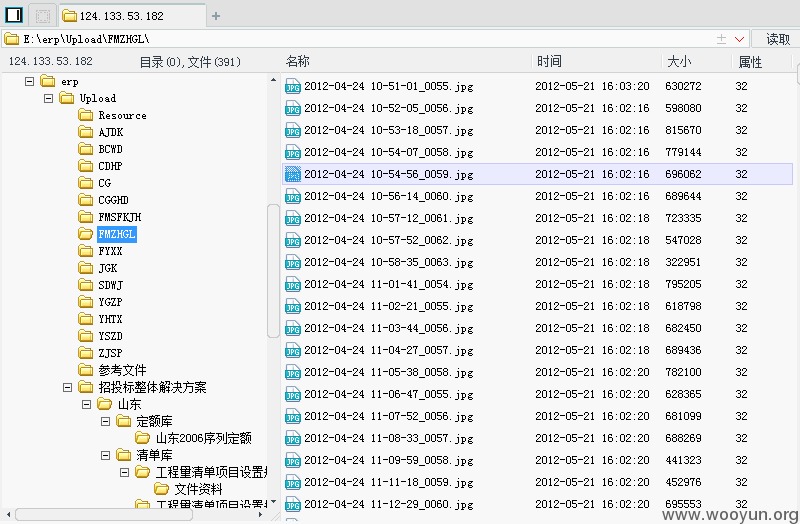 124.133.53.182
E:\erp\Upload\FMZHGL\ 读取
124.133.53.182 目录(0),文件(391) 名称 时间 大小 属性
erp
Upload
Resource
AJDK
BCWD
CDHP
CG
CGGHD
FMSFKJH
FMZHGL
FYXX
JGK
SDWJ
YGZP
YHTX
YSZD
ZJSP
参考文件
招投标整体解决方案
山东
定额库
山东2006序列定额
清单库
工程量清单项目设置规
文件资料
工程量清单项目设置规
2012-04-24 10-51-01_0055.jpg 2012-05-21 16:03:20 630272 32
2012-04-24 10-52-05_0056.jpg 2012-05-21 16:02:16 598080 32
2012-04-24 10-53-18_0057.jpg 2012-05-21 16:02:16 815670 32
2012-04-24 10-54-07_0058.jpg 2012-05-21 16:02:16 779144 32
2012-04-24 10-54-56_0059.jpg 2012-05-21 16:02:16 696062 32
2012-04-24 10-56-14_0060.jpg 2012-05-21 16:02:16 689644 32
2012-04-24 10-57-12_0061.jpg 2012-05-21 16:02:18 723335 32
2012-04-24 10-57-52_0062.jpg 2012-05-21 16:02:18 547028 32
2012-04-24 10-58-35_0063.jpg 2012-05-21 16:02:18 322951 32
2012-04-24 11-01-41_0054.jpg 2012-05-21 16:02:18 795205 32
2012-04-24 11-02-21_0055.jpg 2012-05-21 16:02:18 618798 32
2012-04-24 11-03-44_0056.jpg 2012-05-21 16:02:18 682450 32
2012-04-24 11-04-27_0057.jpg 2012-05-21 16:02:18 689436 32
2012-04-24 11-05-38_0058.jpg 2012-05-21 16:02:20 782100 32
2012-04-24 11-06-47_0055.jpg 2012-05-21 16:02:20 628365 32
2012-04-24 11-07-52_0056.jpg 2012-05-21 16:02:20 681099 32
2012-04-24 11-08-33_0057.jpg 2012-05-21 16:02:20 688269 32
2012-04-24 11-09-59_0058.jpg 2012-05-21 16:02:20 441323 32
2012-04-24 11-11-18_0059.jpg 2012-05-21 16:02:20 452976 32
2012-04-24 11-12-29_0060.jpg 2012-05-21 16:02:20 695553 32
www.wooyun.org